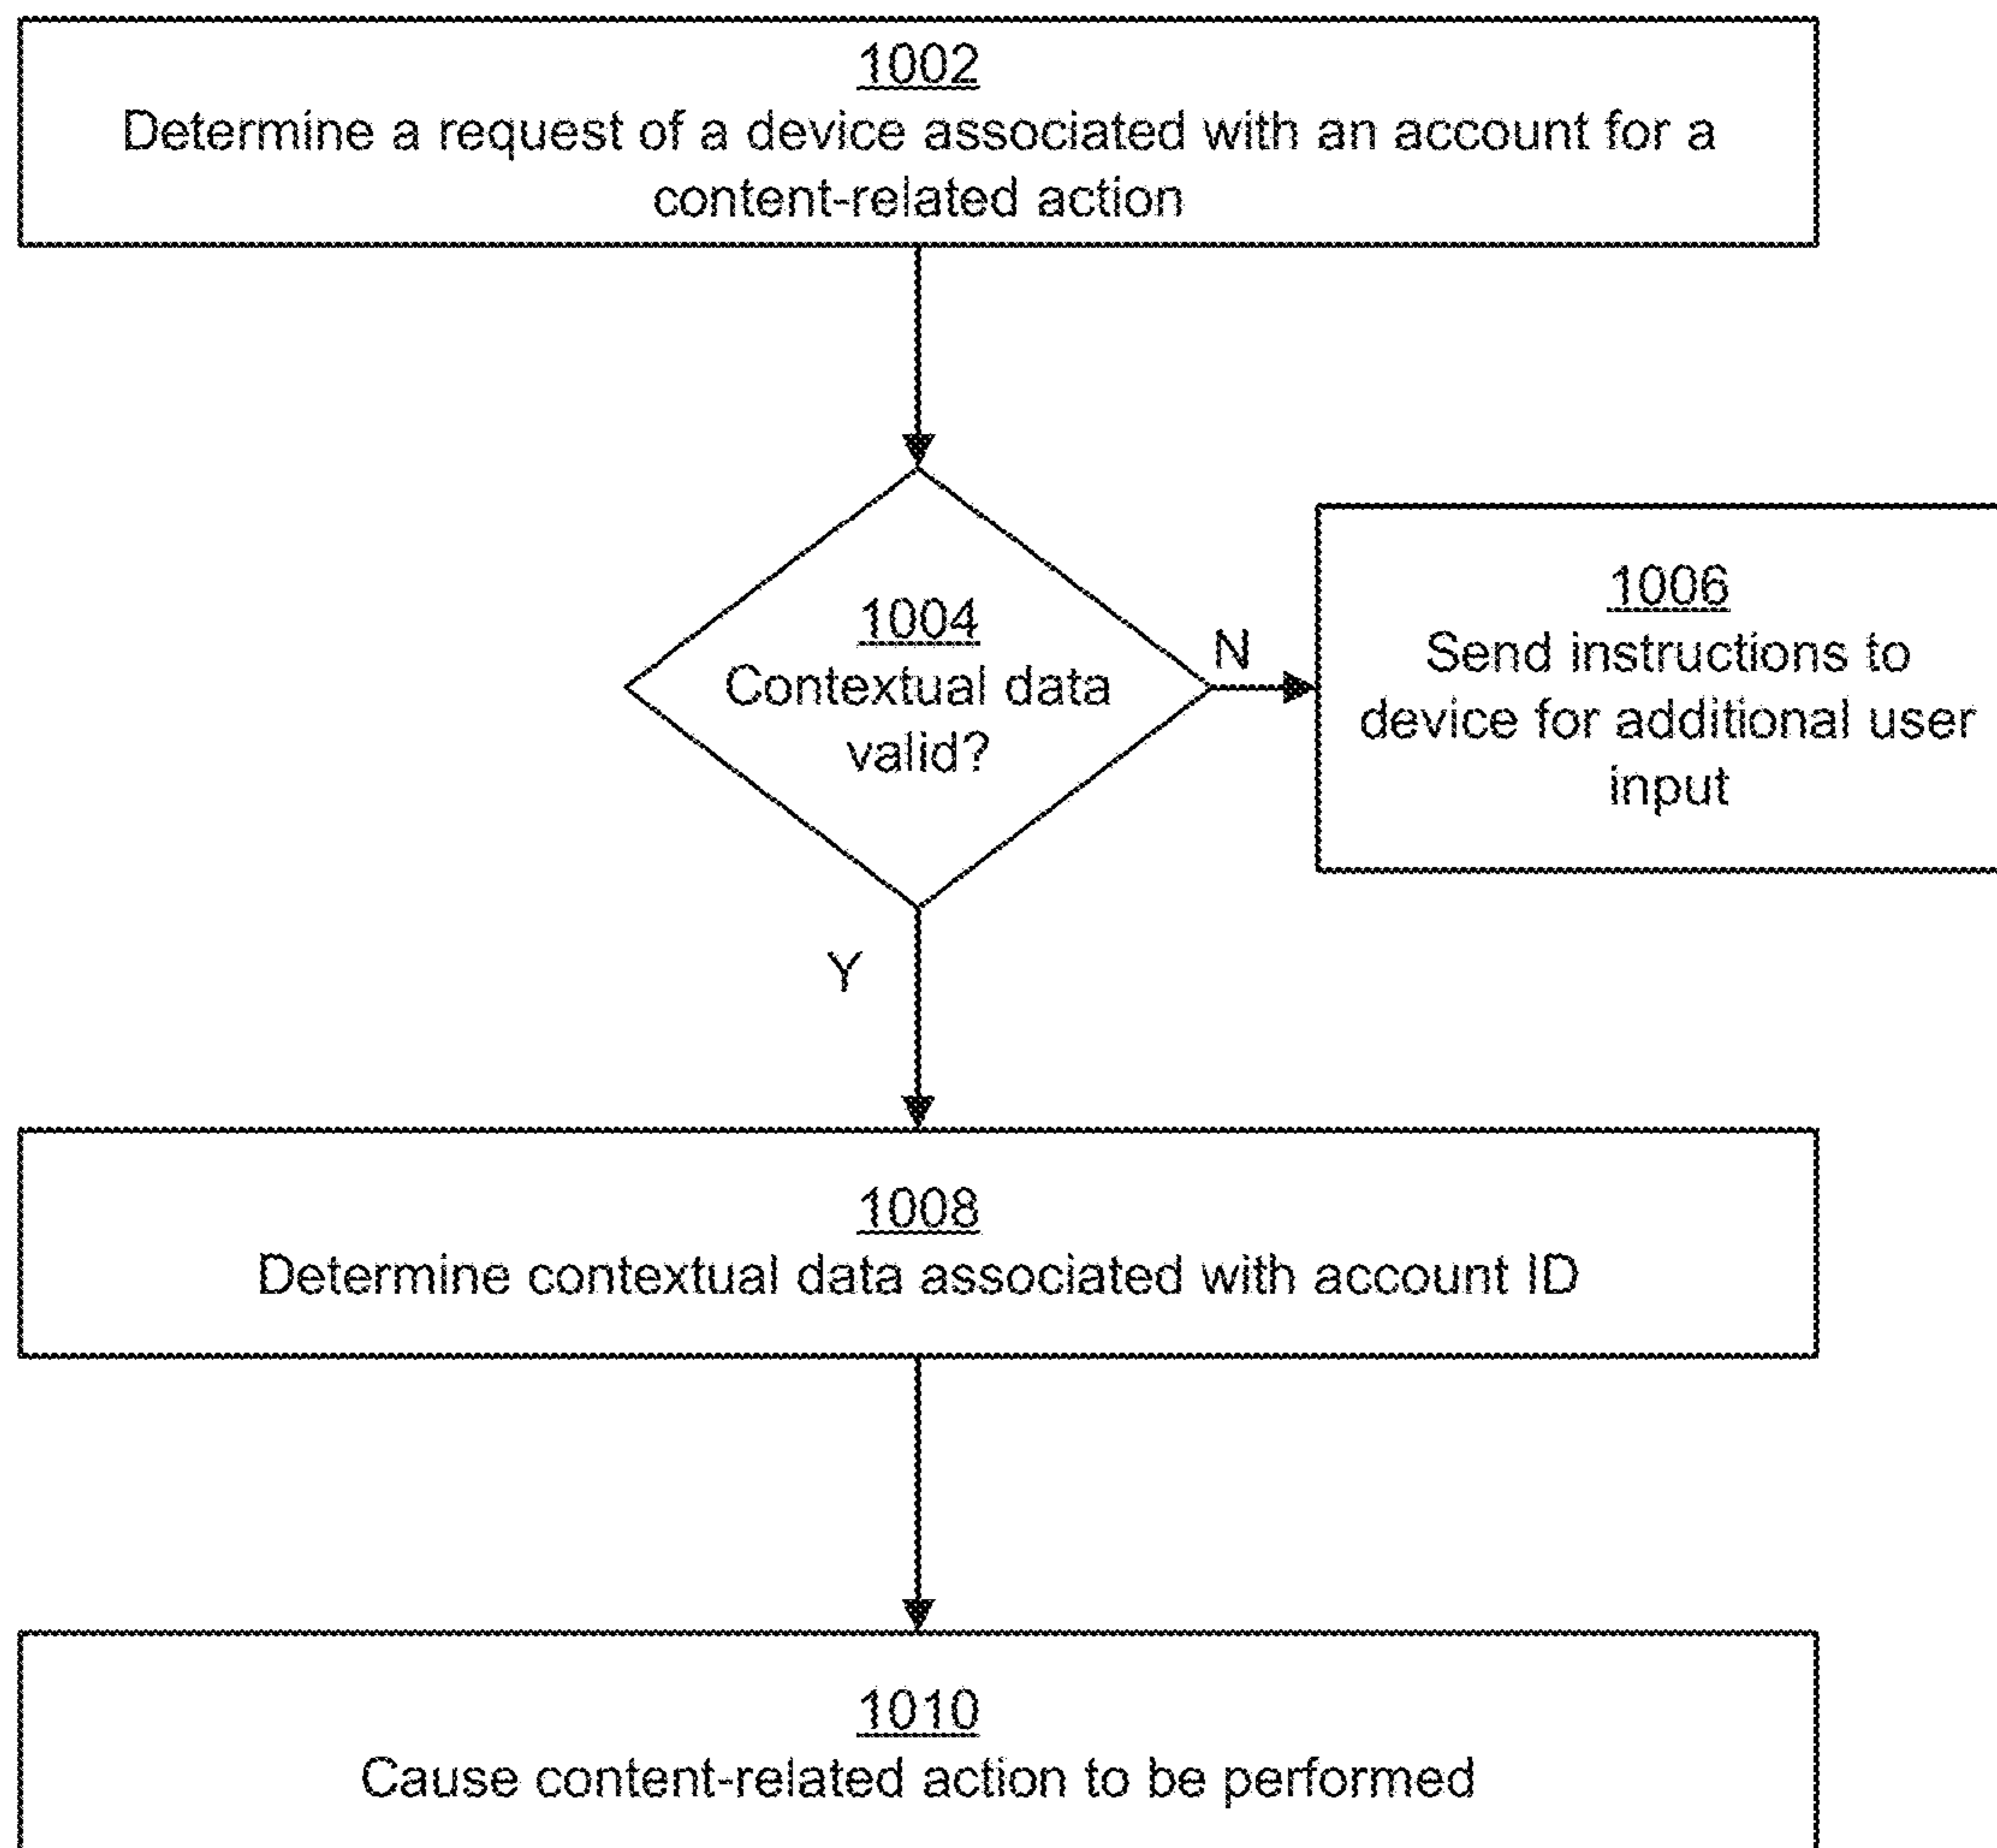 1002
Determine a request of a device associated with an account for a
content-related action
1004
Contextual data
valid?
N
1006
Send instructions to
device for additional user
input
Y
1008
Determine contextual data associated with account ID
1010
Cause content-related action to be performed